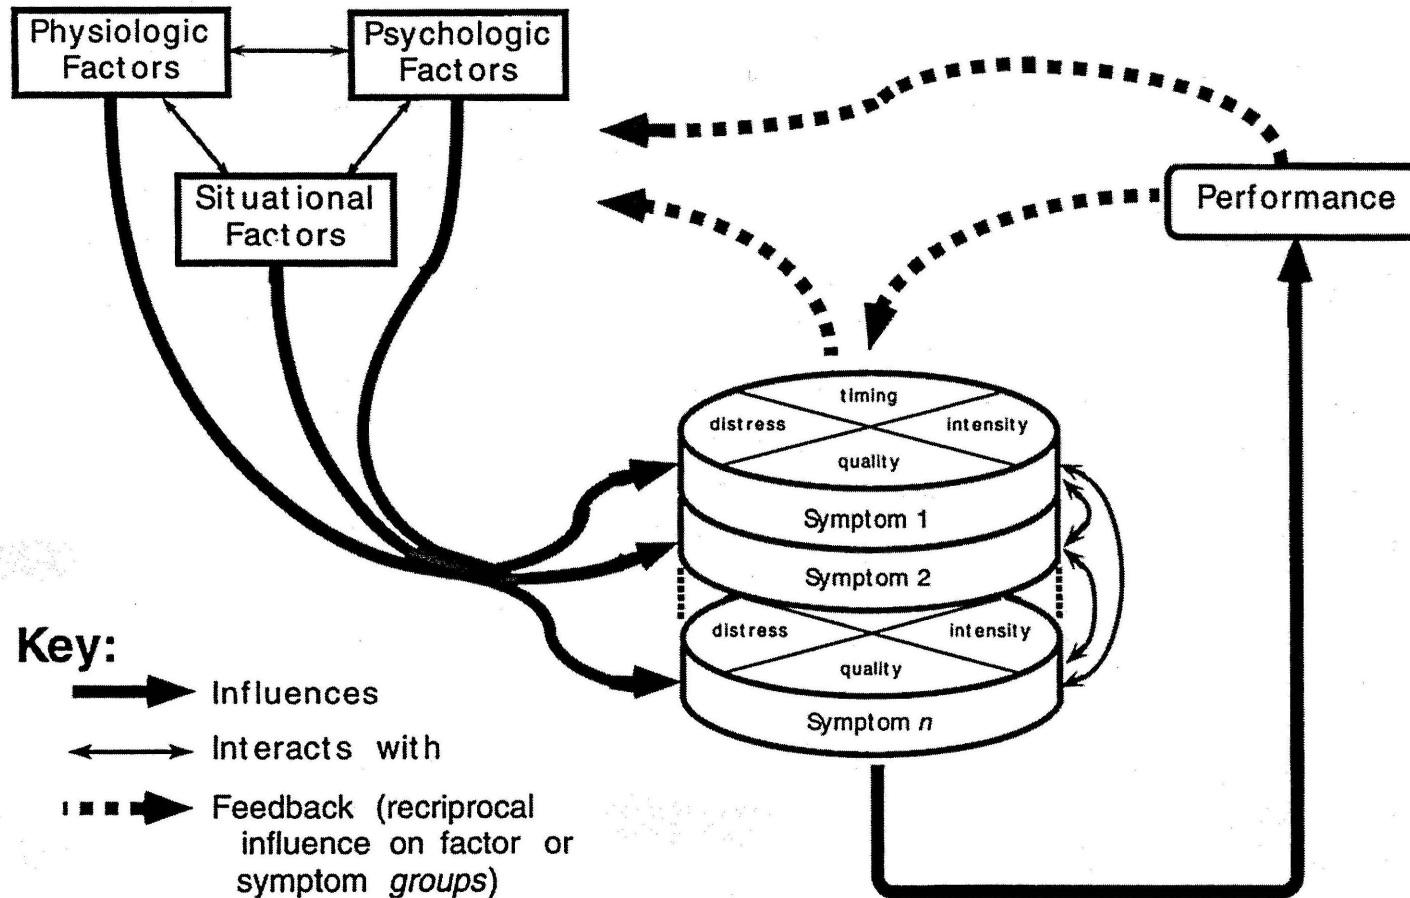 Physiologic
Factors
Psychologic
Factors
Situational
Factors
Performance
timing
distress
intensity
quality
Symptom 1
Symptom 2
distress
intensity
quality
Symptom n
Key:
Influences
Interacts with
Feedback (recriprocal
influence on factor or
symptom groups)